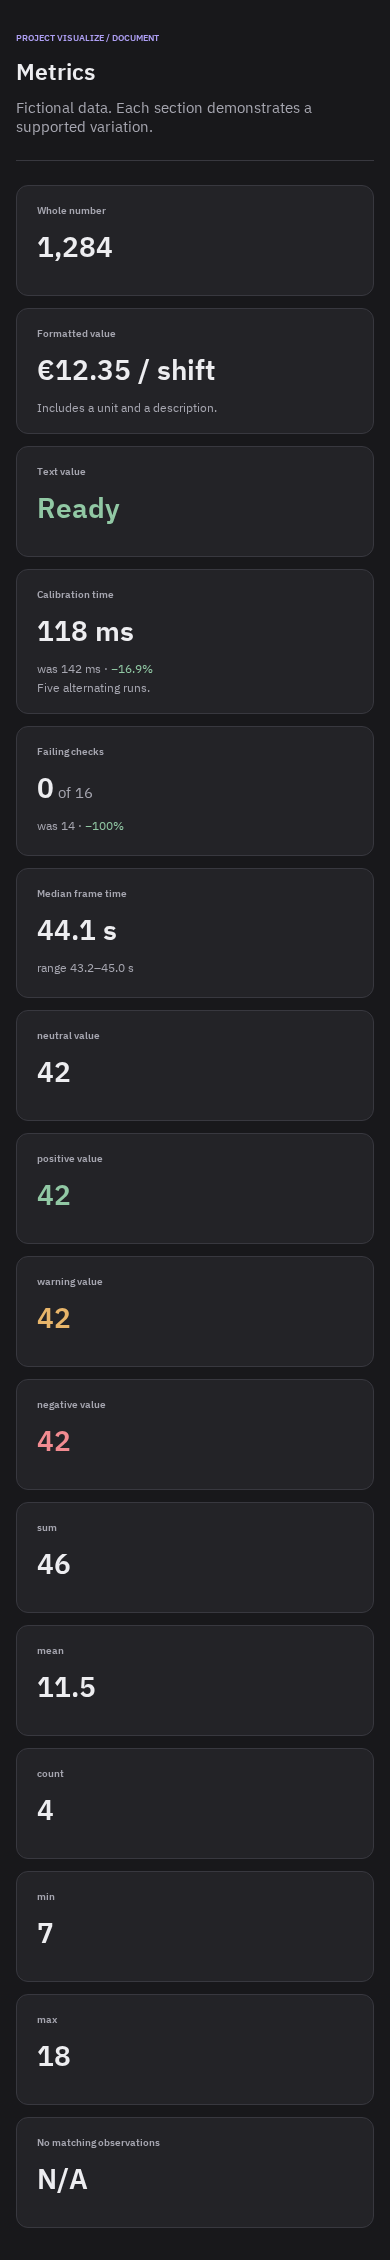 PROJECT VISUALIZE / DOCUMENT
Metrics
Fictional data. Each section demonstrates a
supported variation.
Whole number
1,284
Formatted value
€12.35 / shift
Includes a unit and a description.
Text value
Ready
Calibration time
118 ms
was 142 ms · −16.9%
Five alternating runs.
Failing checks
0 of 16
was 14 · −100%
Median frame time
44.1 s
range 43.2–45.0 s
neutral value
42
positive value
42
warning value
42
negative value
42
sum
46
mean
11.5
count
4
min
7
max
18
No matching observations
N/A